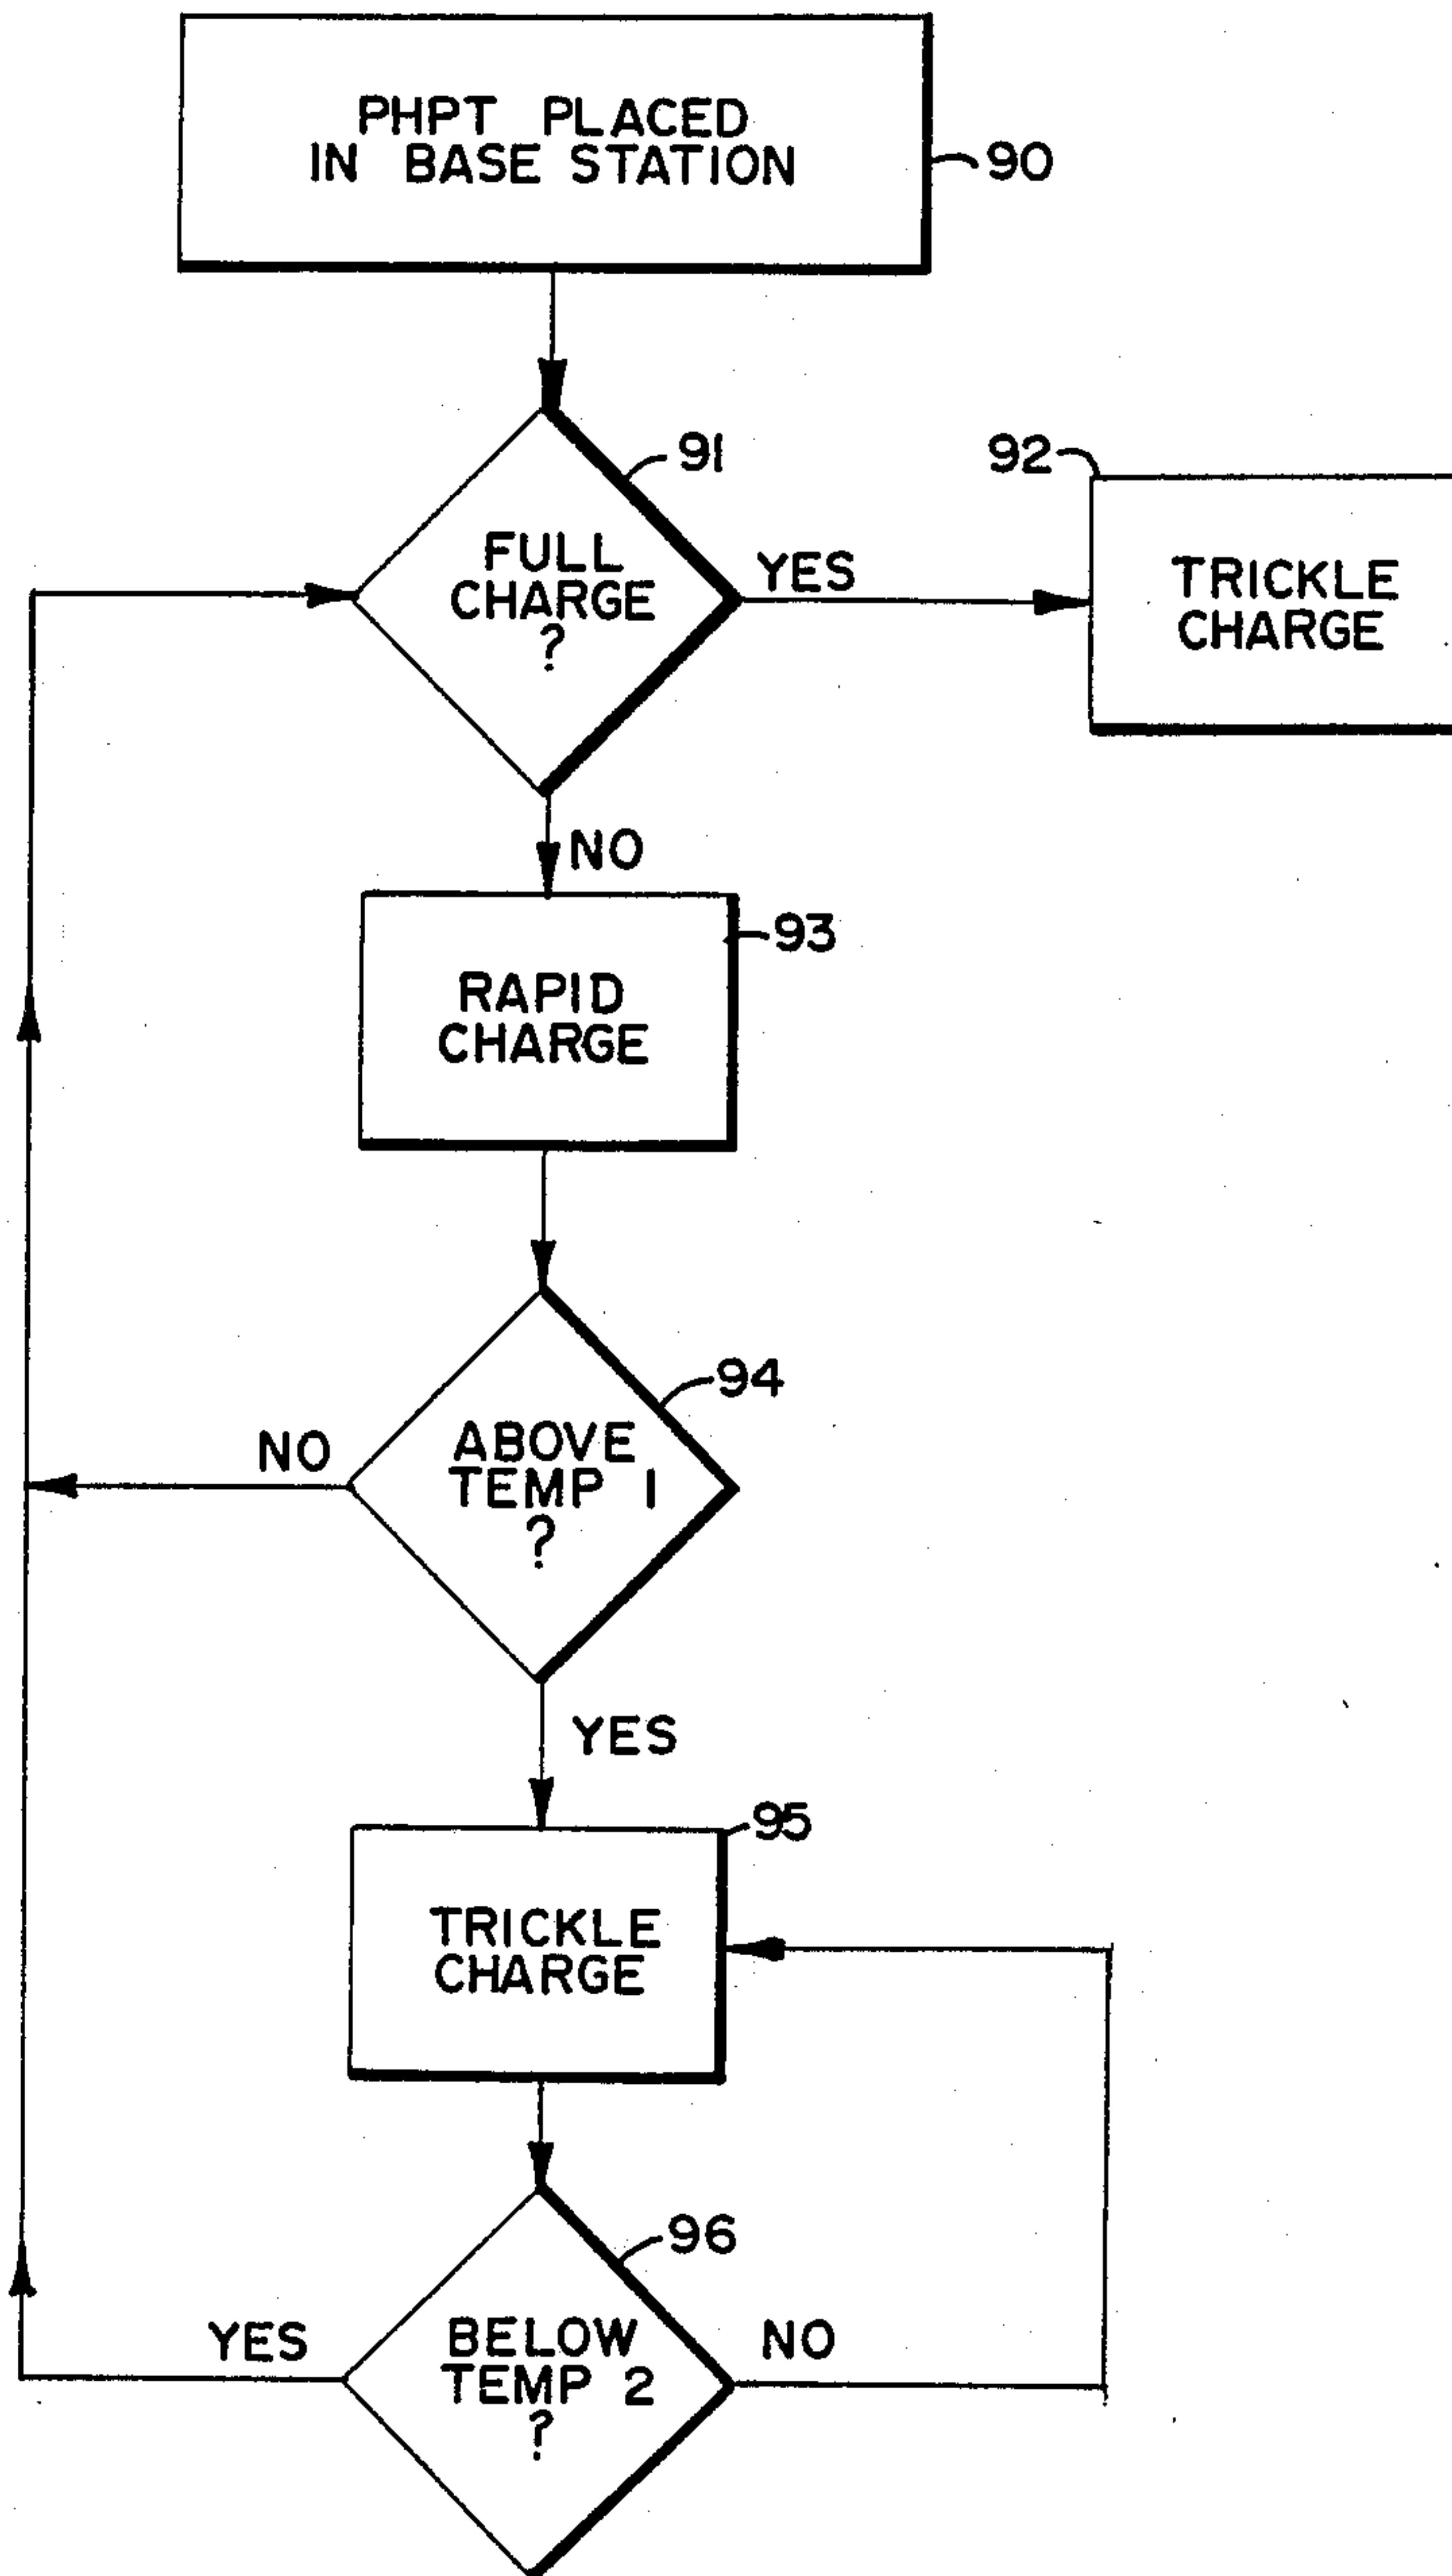 PHPT PLACED
IN BASE STATION
90
91
FULL
CHARGE
?
YES
92
TRICKLE
CHARGE
NO
93
RAPID
CHARGE
94
ABOVE
TEMP 1
?
NO
YES
95
TRICKLE
CHARGE
96
BELOW
TEMP 2
?
YES
NO